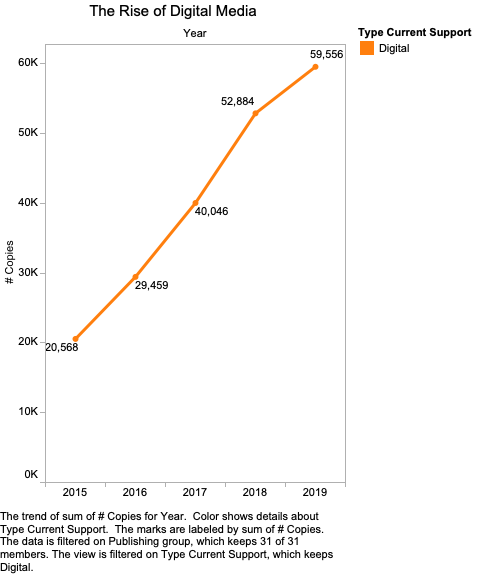 The Rise of Digital Media
Year
Type Current Support
Digital
59,556
60K
52,884
50K
40K
40,046
# Copies
30K
29,459
20K
20,568
10K
0K
2015 2016 2017 2018 2019
The trend of sum of # Copies for Year.  Color shows details about
Type Current Support.  The marks are labeled by sum of # Copies.
The data is filtered on Publishing group, which keeps 31 of 31
members. The view is filtered on Type Current Support, which keeps
Digital.